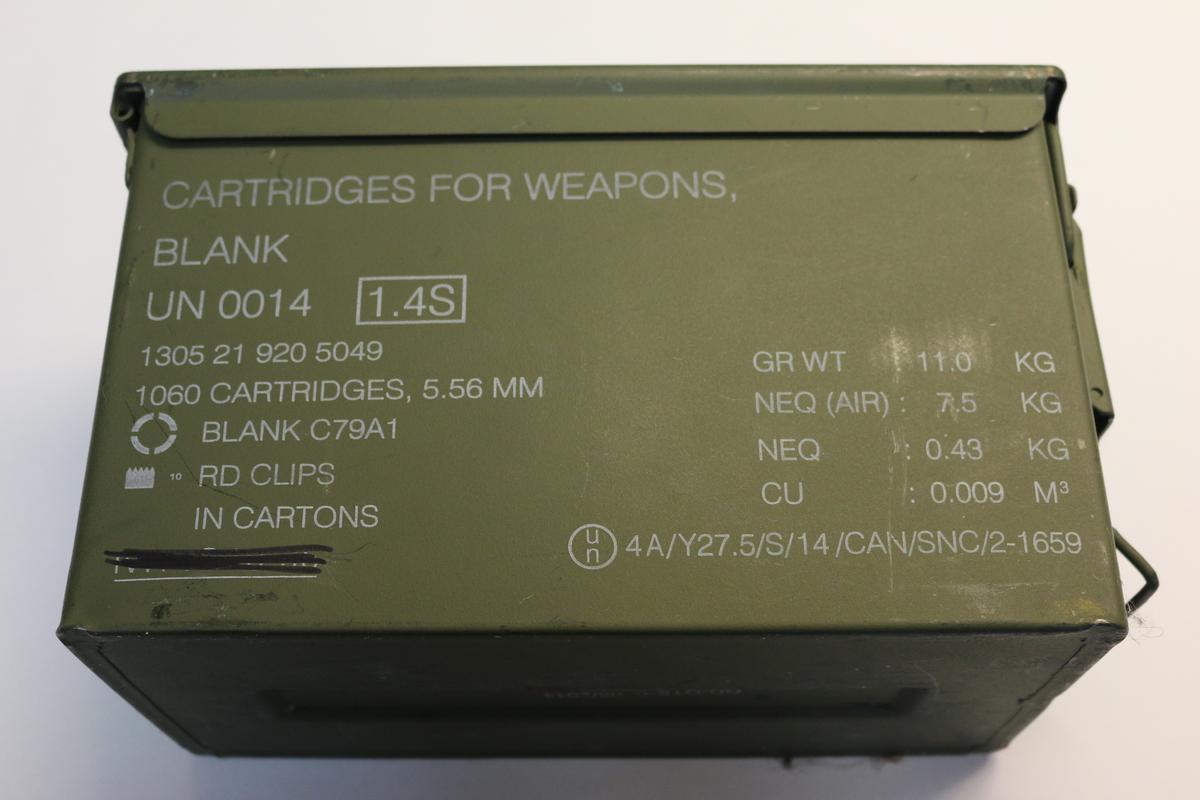 CARTRIDGES FOR WEAPONS,
BLANK
UN 0014 1.4S
1305 21 920 5049
1060 CARTRIDGES, 5.56 MM
BLANK C79A1
10 RD CLIPS
IN CARTONS
GR WT 11.0 KG
NEQ (AIR) : 7.5 KG
NEQ : 0.43 KG
CU : 0.009 M³
un 4A/Y27.5/S/14/CAN/SNC/2-1659